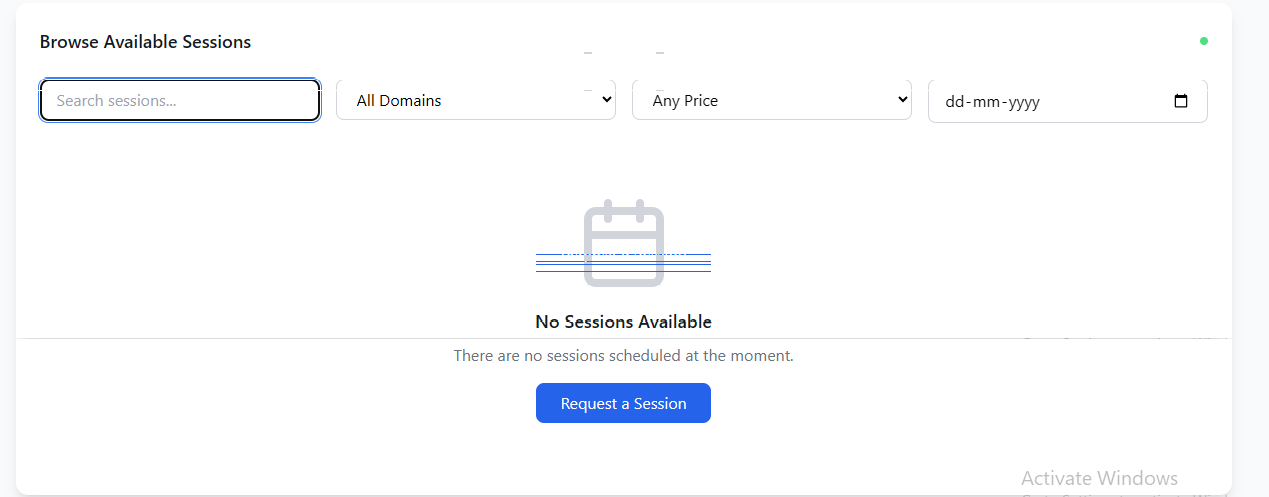 Browse Available Sessions
Search sessions...
All Domains
Any Price
dd-mm-yyyy
No Sessions Available
There are no sessions scheduled at the moment.
Request a Session
Activate Windows